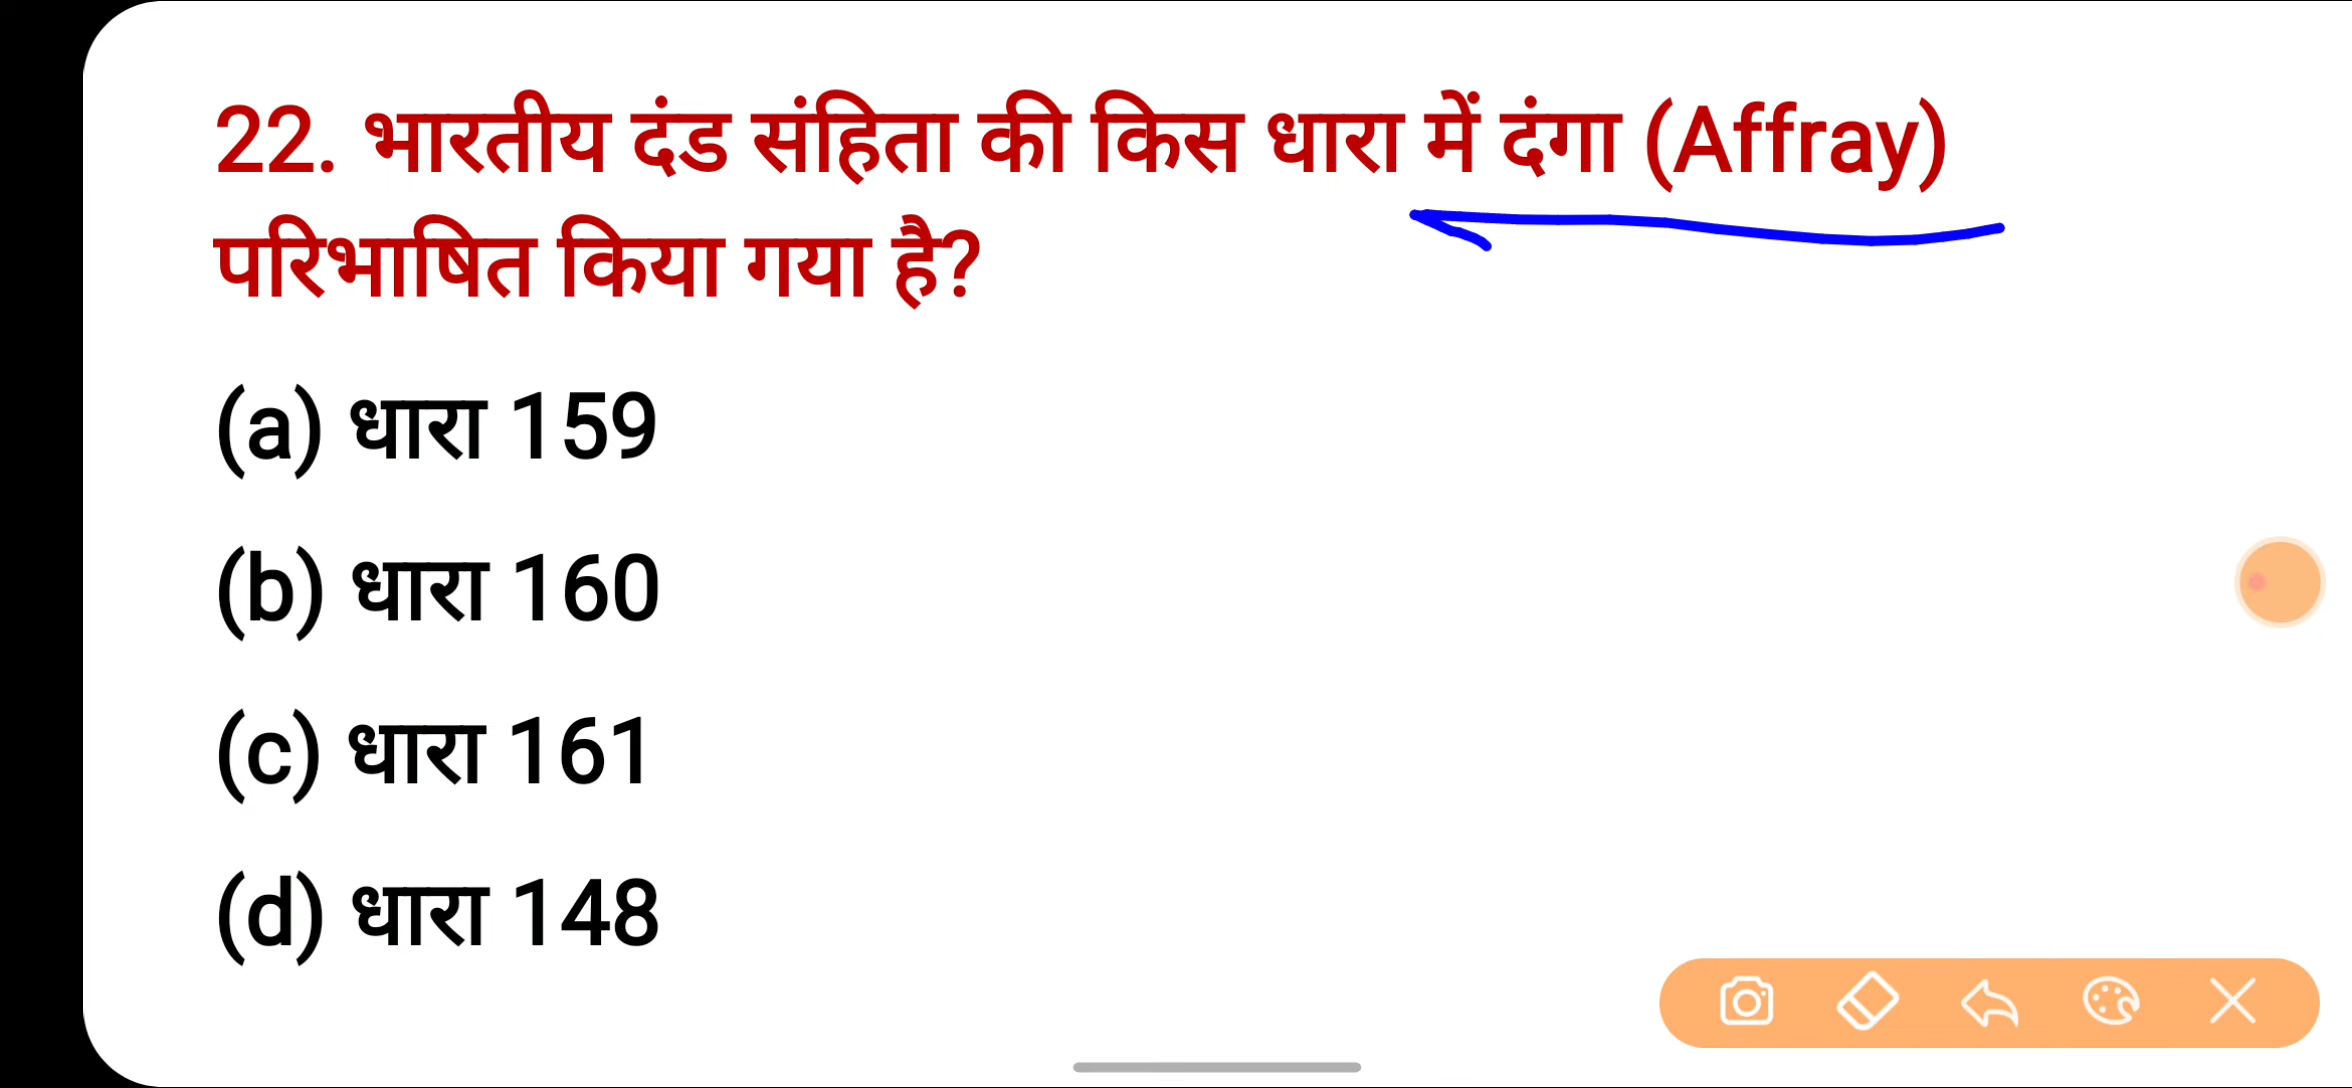 22. भारतीय दंड संहिता की किस धारा में दंगा (Affray)
परिभाषित किया गया है?
(a) धारा 159
(b) धारा 160
(c) धारा 161
(d) धारा 148